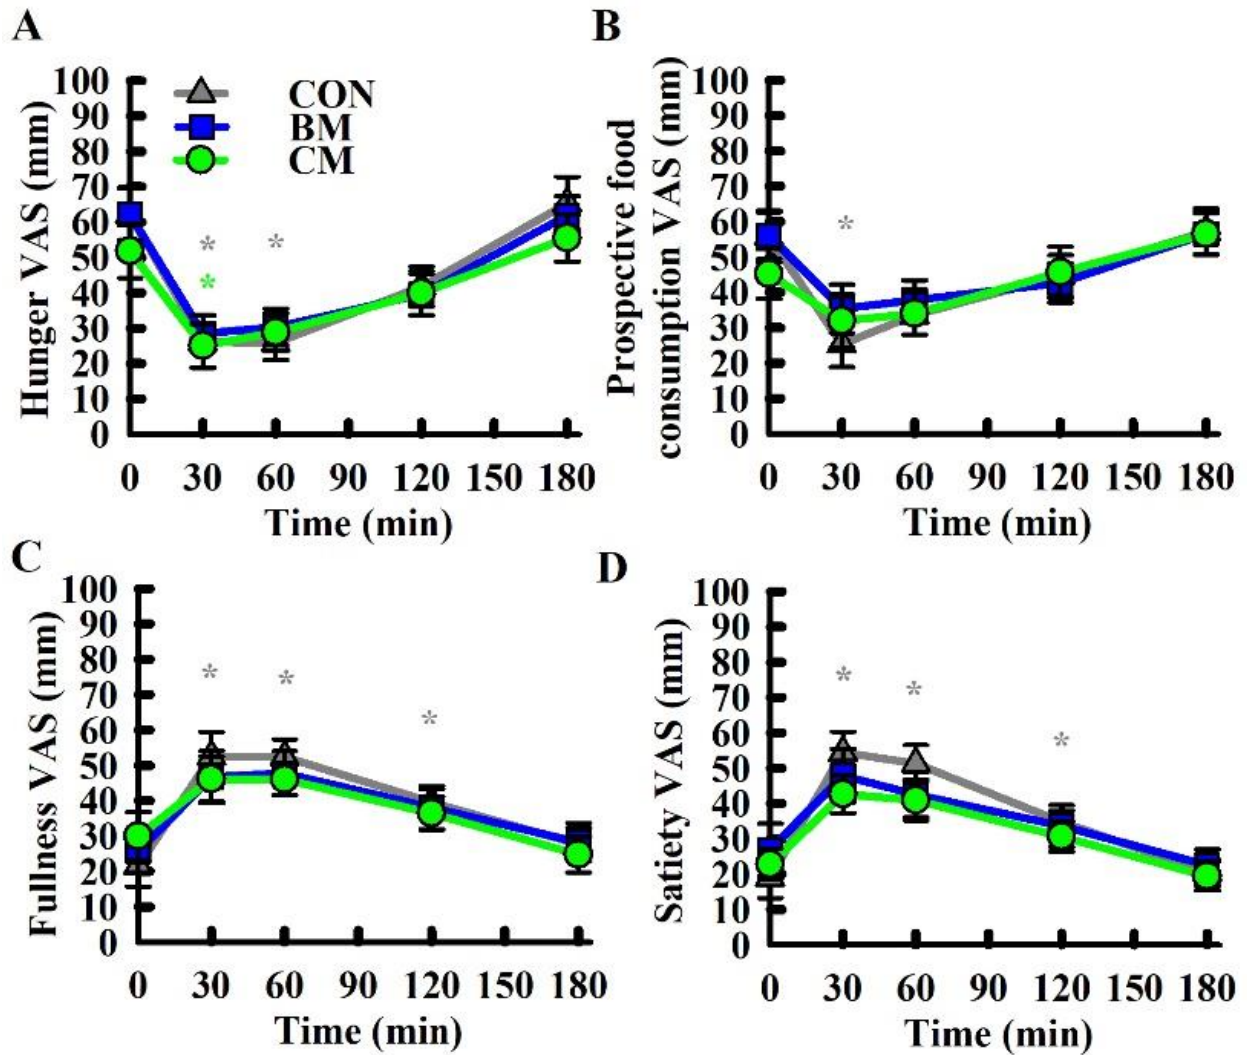 A
Hunger VAS (mm)
100
90
80
70
60
50
40
30
20
10
0
CON
BM
CM
*
*
*
0 30 60 90 120 150 180
Time (min)
B
Prospective food
consumption VAS (mm)
100
90
80
70
60
50
40
30
20
10
0
*
0 30 60 90 120 150 180
Time (min)
C
Fullness VAS (mm)
100
90
80
70
60
50
40
30
20
10
0
* * *
0 30 60 90 120 150 180
Time (min)
D
Satiety VAS (mm)
100
90
80
70
60
50
40
30
20
10
0
* * *
0 30 60 90 120 150 180
Time (min)